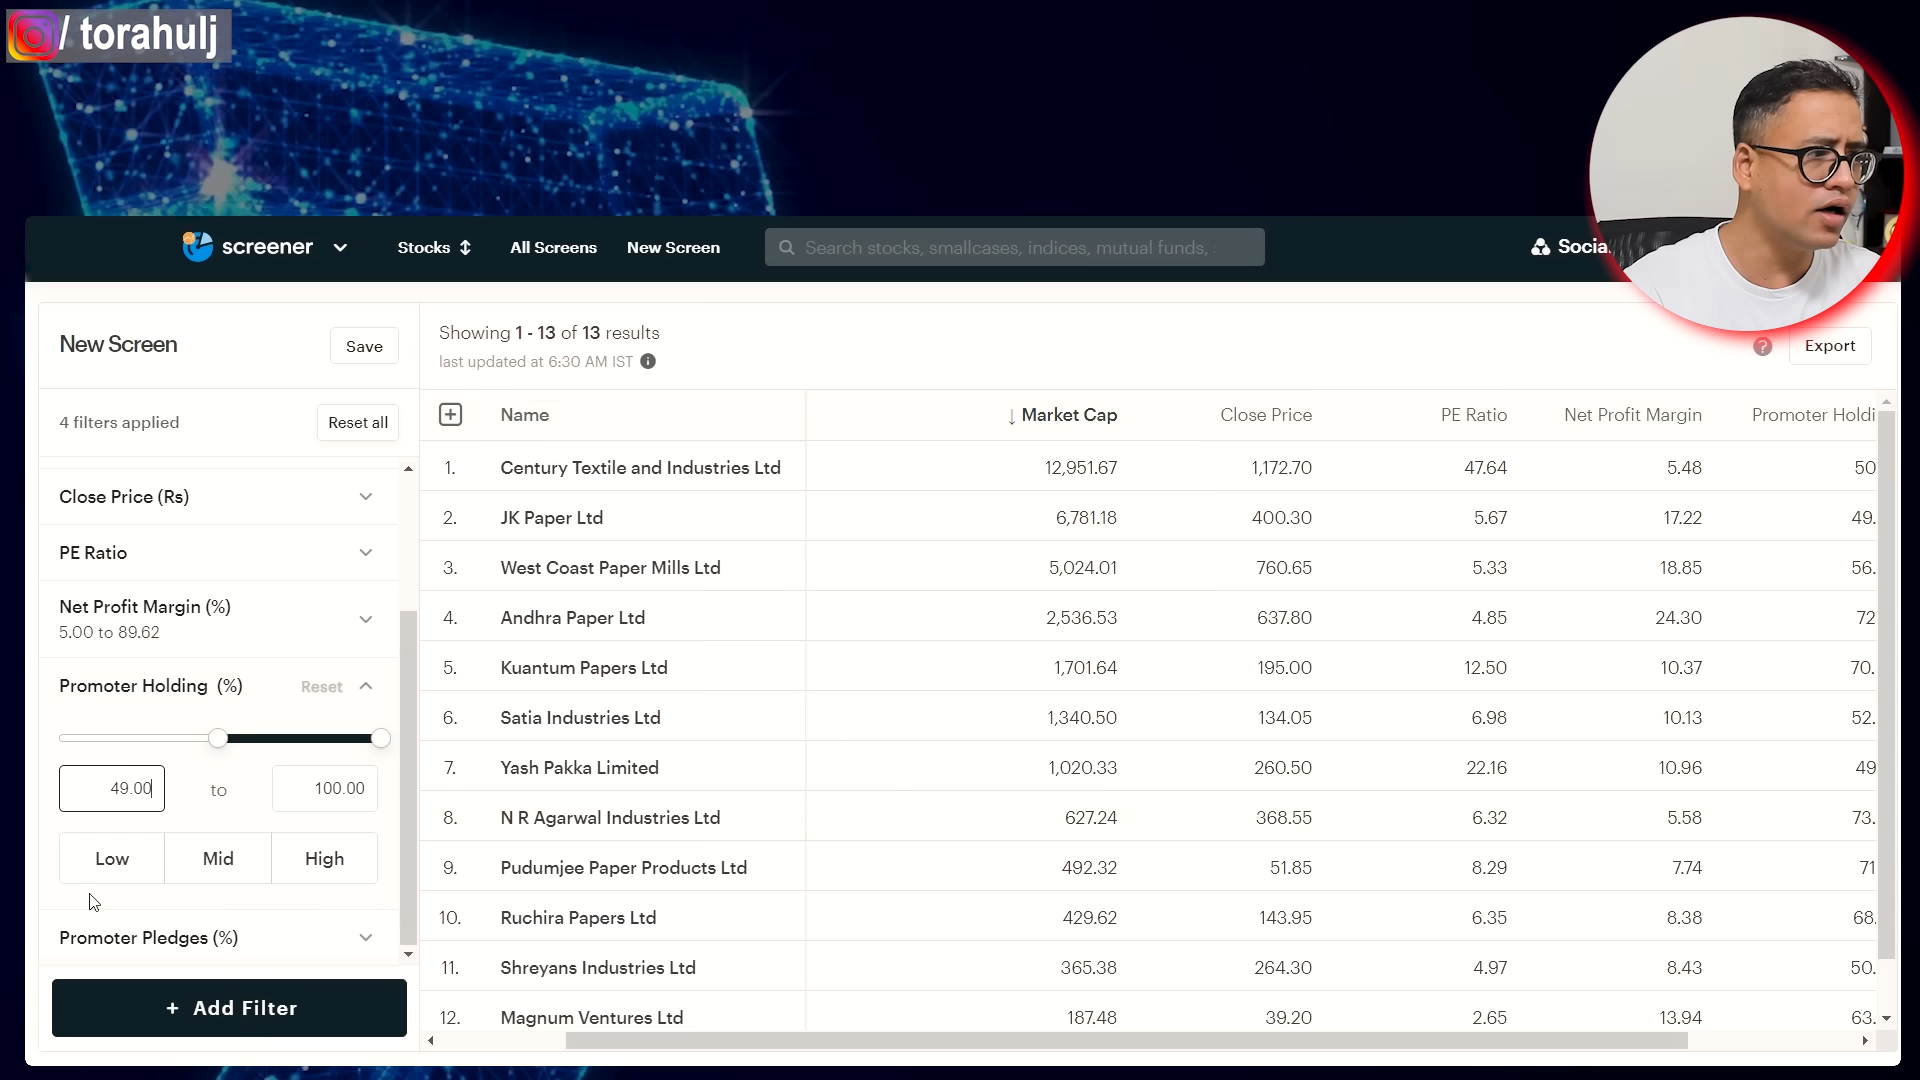 / torahulj
screener
Stocks
All Screens
New Screen
Search stocks, smallcases, indices, mutual funds,
New Screen
Save
Showing 1 - 13 of 13 results
last updated at 6:30 AM IST
?
Export
4 filters applied
Reset all
Name
↓ Market Cap
Close Price
PE Ratio
Net Profit Margin
Close Price (Rs)
PE Ratio
Net Profit Margin (%)
5.00 to 89.62
Promoter Holding (%)
Reset
49.00 to 100.00
Low Mid High
Promoter Pledges (%)
+ Add Filter
1. Century Textile and Industries Ltd 12,951.67 1,172.70 47.64 5.48 50
2. JK Paper Ltd 6,781.18 400.30 5.67 17.22 49.
3. West Coast Paper Mills Ltd 5,024.01 760.65 5.33 18.85 56.
4. Andhra Paper Ltd 2,536.53 637.80 4.85 24.30 72
5. Kuantum Papers Ltd 1,701.64 195.00 12.50 10.37 70.
6. Satia Industries Ltd 1,340.50 134.05 6.98 10.13 52.
7. Yash Pakka Limited 1,020.33 260.50 22.16 10.96 49
8. N R Agarwal Industries Ltd 627.24 368.55 6.32 5.58 73.
9. Pudumjee Paper Products Ltd 492.32 51.85 8.29 7.74 71
10. Ruchira Papers Ltd 429.62 143.95 6.35 8.38 68.
11. Shreyans Industries Ltd 365.38 264.30 4.97 8.43 50.
12. Magnum Ventures Ltd 187.48 39.20 2.65 13.94 63.